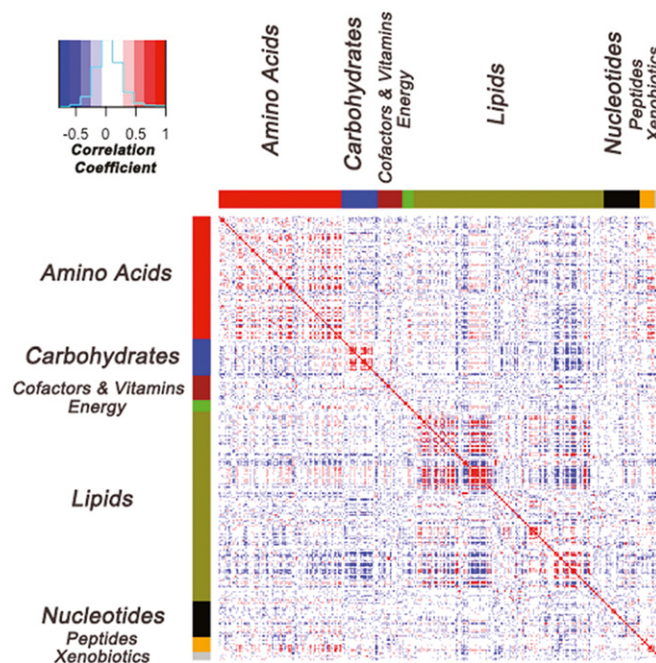 Amino Acids
Carbohydrates
Cofactors & Vitamins
Energy
Lipids
Nucleotides
Peptides
Xenobiotics
-0.5 0 0.5 1
Correlation
Coefficient
Amino Acids
Carbohydrates
Cofactors & Vitamins
Energy
Lipids
Nucleotides
Peptides
Xenobiotics